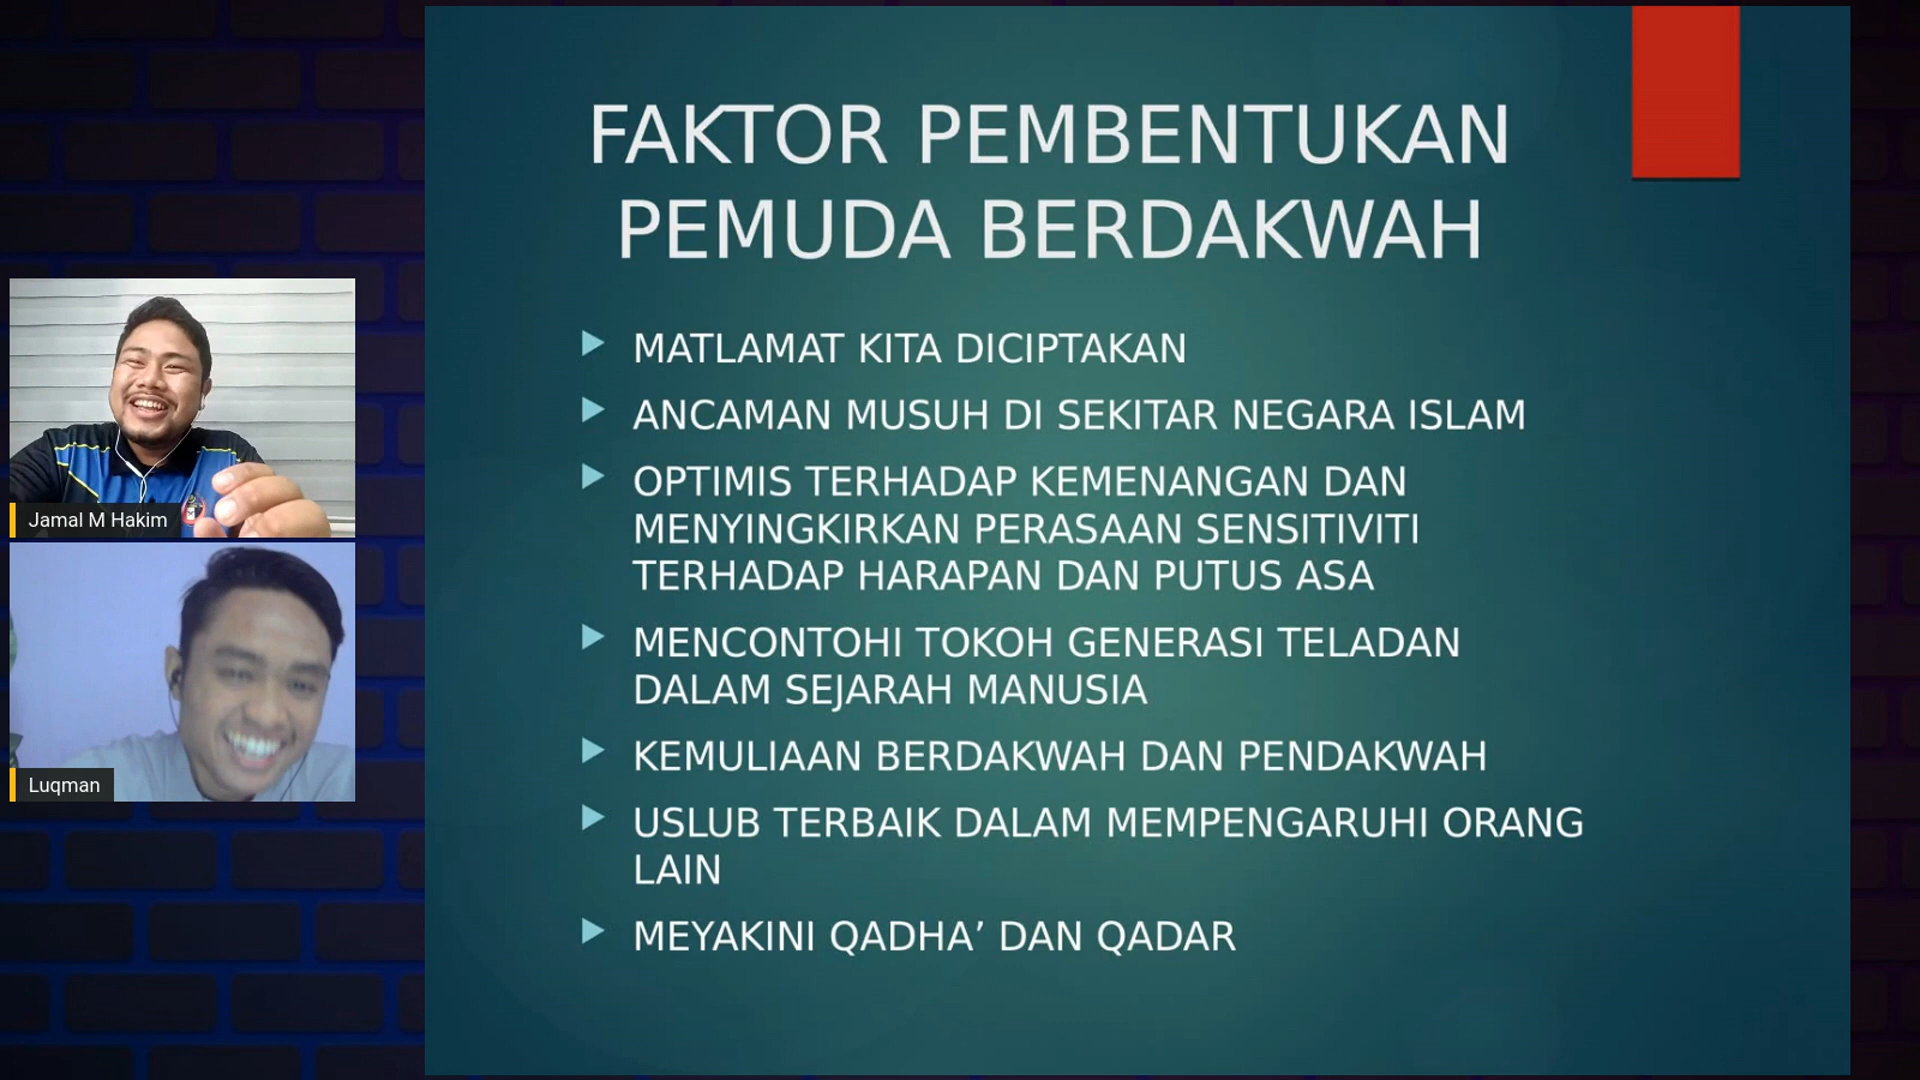 FAKTOR PEMBENTUKAN
PEMUDA BERDAKWAH
MATLAMAT KITA DICIPTAKAN
ANCAMAN MUSUH DI SEKITAR NEGARA ISLAM
OPTIMIS TERHADAP KEMENANGAN DAN
MENYINGKIRKAN PERASAAN SENSITIVITI
TERHADAP HARAPAN DAN PUTUS ASA
MENCONTOHI TOKOH GENERASI TELADAN
DALAM SEJARAH MANUSIA
KEMULIAAN BERDAKWAH DAN PENDAKWAH
USLUB TERBAIK DALAM MEMPENGARUHI ORANG
LAIN
MEYAKINI QADHA’ DAN QADAR
Jamal M Hakim
Luqman